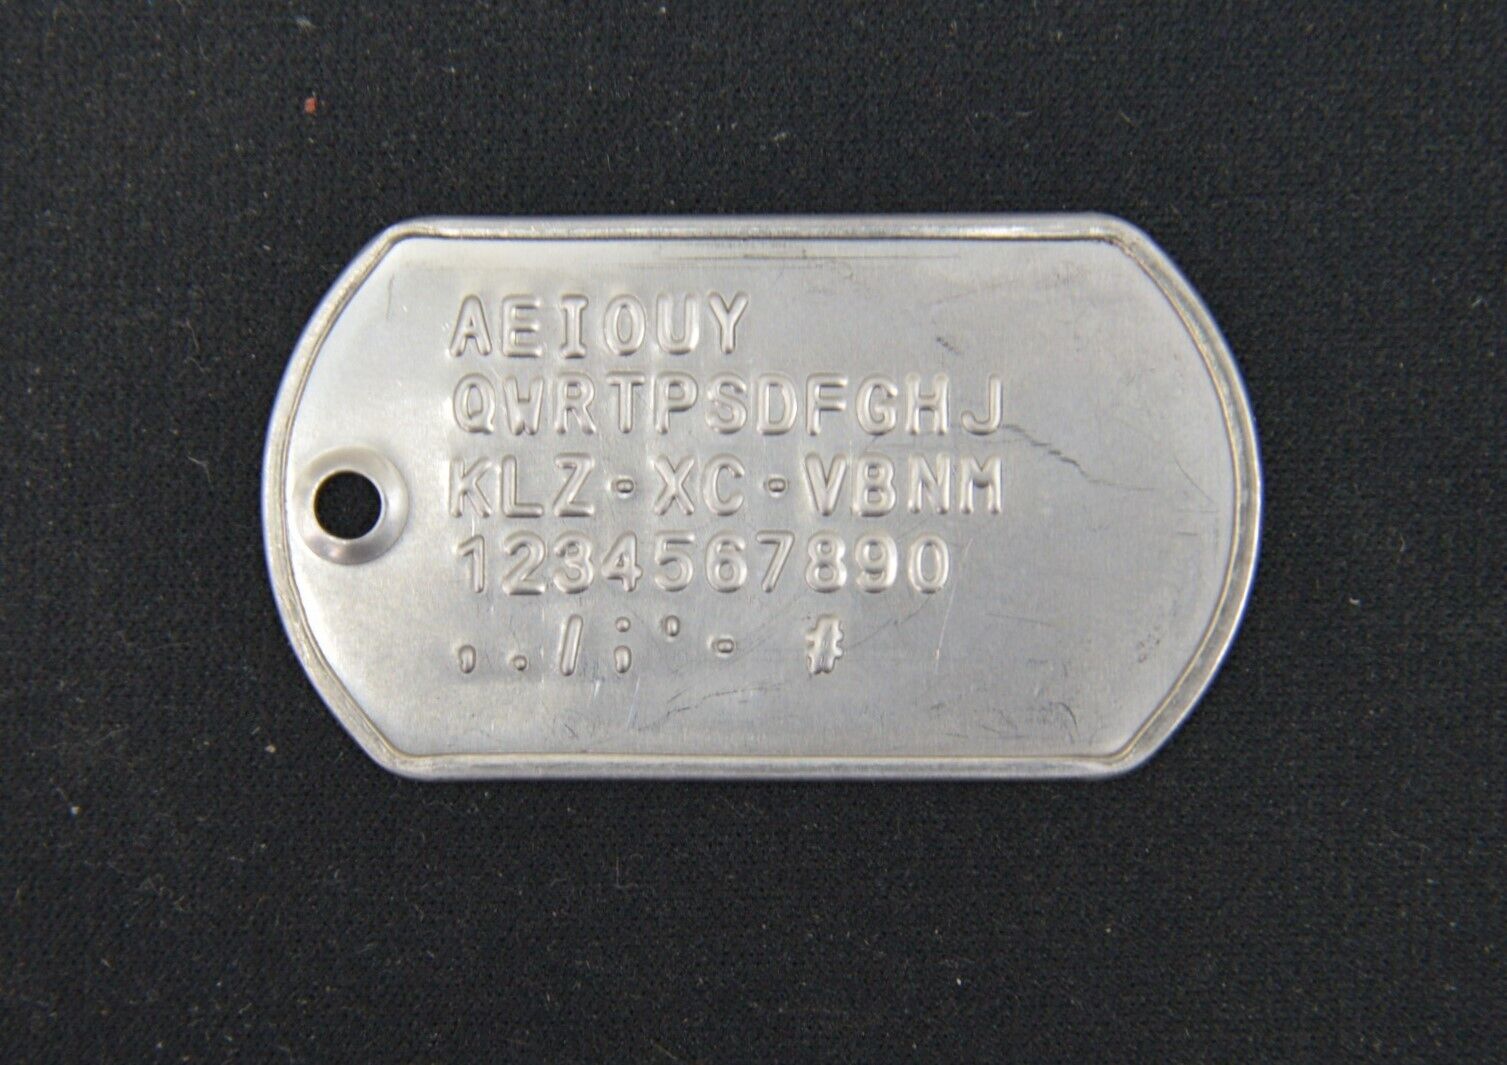 AEIOUY
QWRTPSDFGHJ
KLZ-XC-VBNM
1234567890
,./;'- #